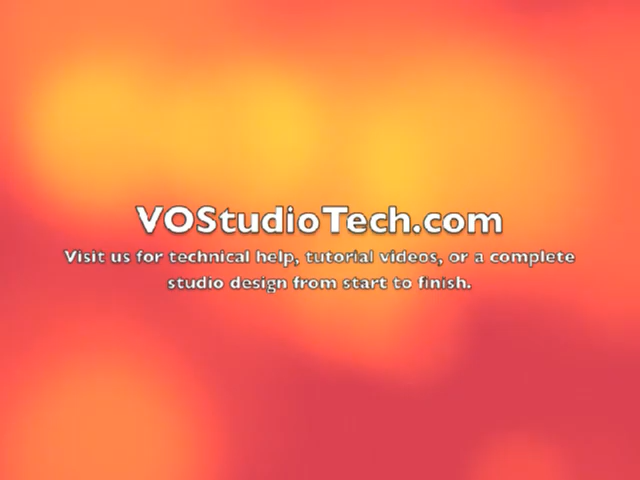 VOStudioTech.com
Visit us for technical help, tutorial videos, or a complete
studio design from start to finish.